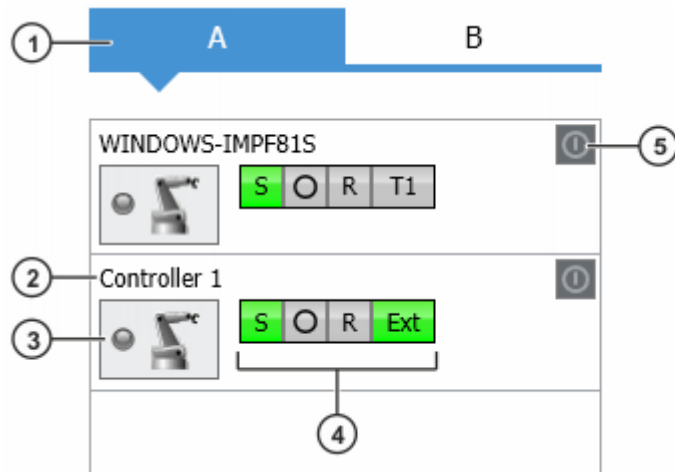 1
A
B
WINDOWS-IMPF81S
5
S O R T1
2
Controller 1
3
S O R Ext
4